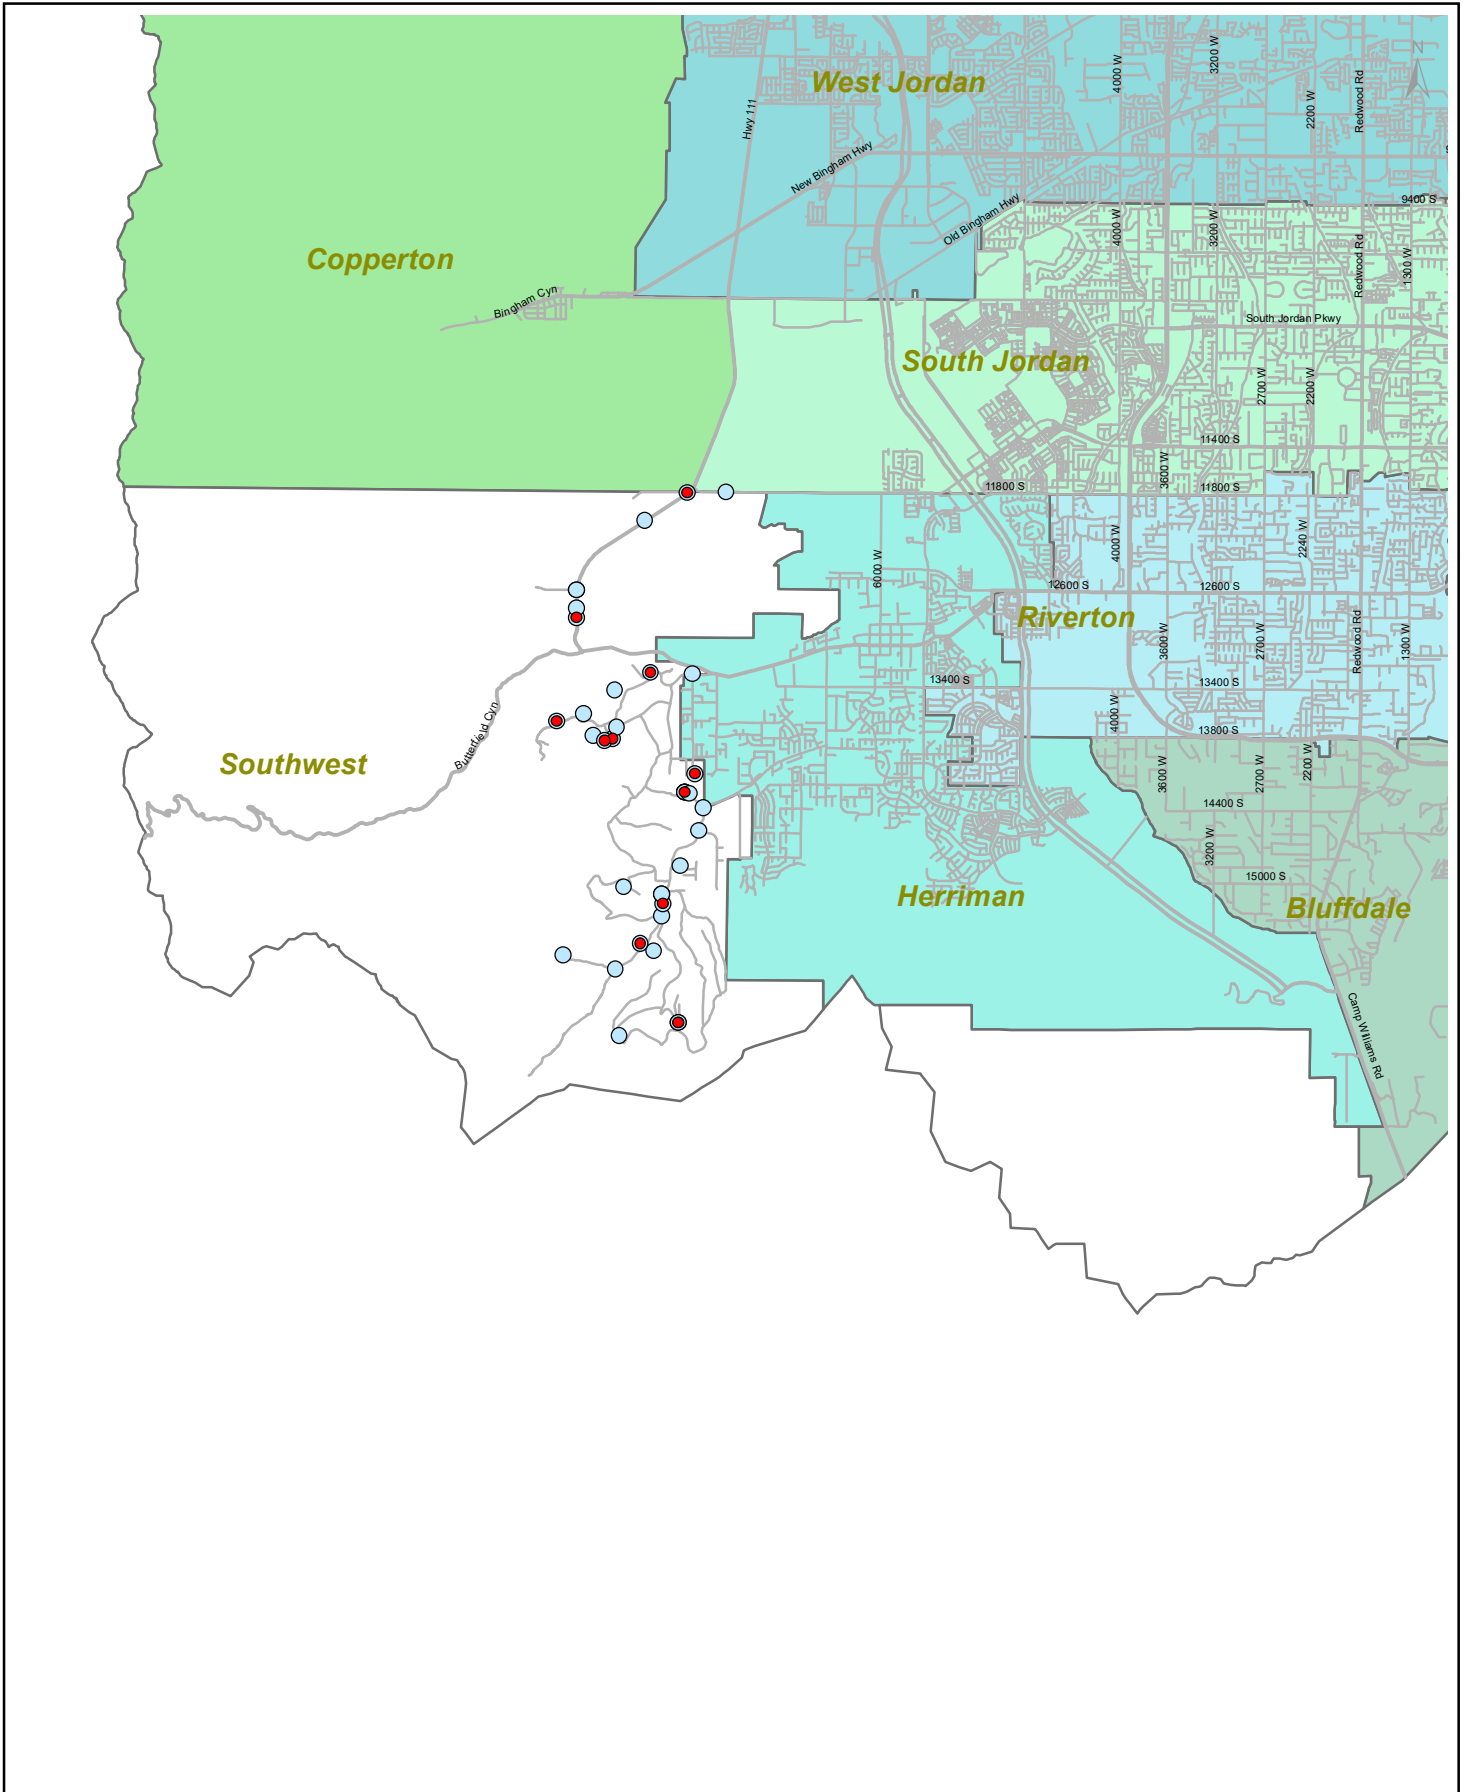 N
3200 W
4000 W
West Jordan
Redwood Rd
2200 W
Hwy 111
New Bingham Hwy
9400 S
Old Bingham Hwy
4000 W
3200 W
Copperton
Redwood Rd
1300 W
Bingham Cyn
South Jordan Pkwy
South Jordan
2700 W
2200 W
11400 S
3600 W
11800 S
11800 S
4000 W
2240 W
6000 W
12600 S
12600 S
Riverton
3600 W
2700 W
Redwood Rd
1300 W
13400 S
13400 S
4000 W
Butterfield Cyn
13800 S
Southwest
3600 W
2700 W
2200 W
14400 S
3200 W
15000 S
Herriman
Bluffdale
Camp Williams Rd